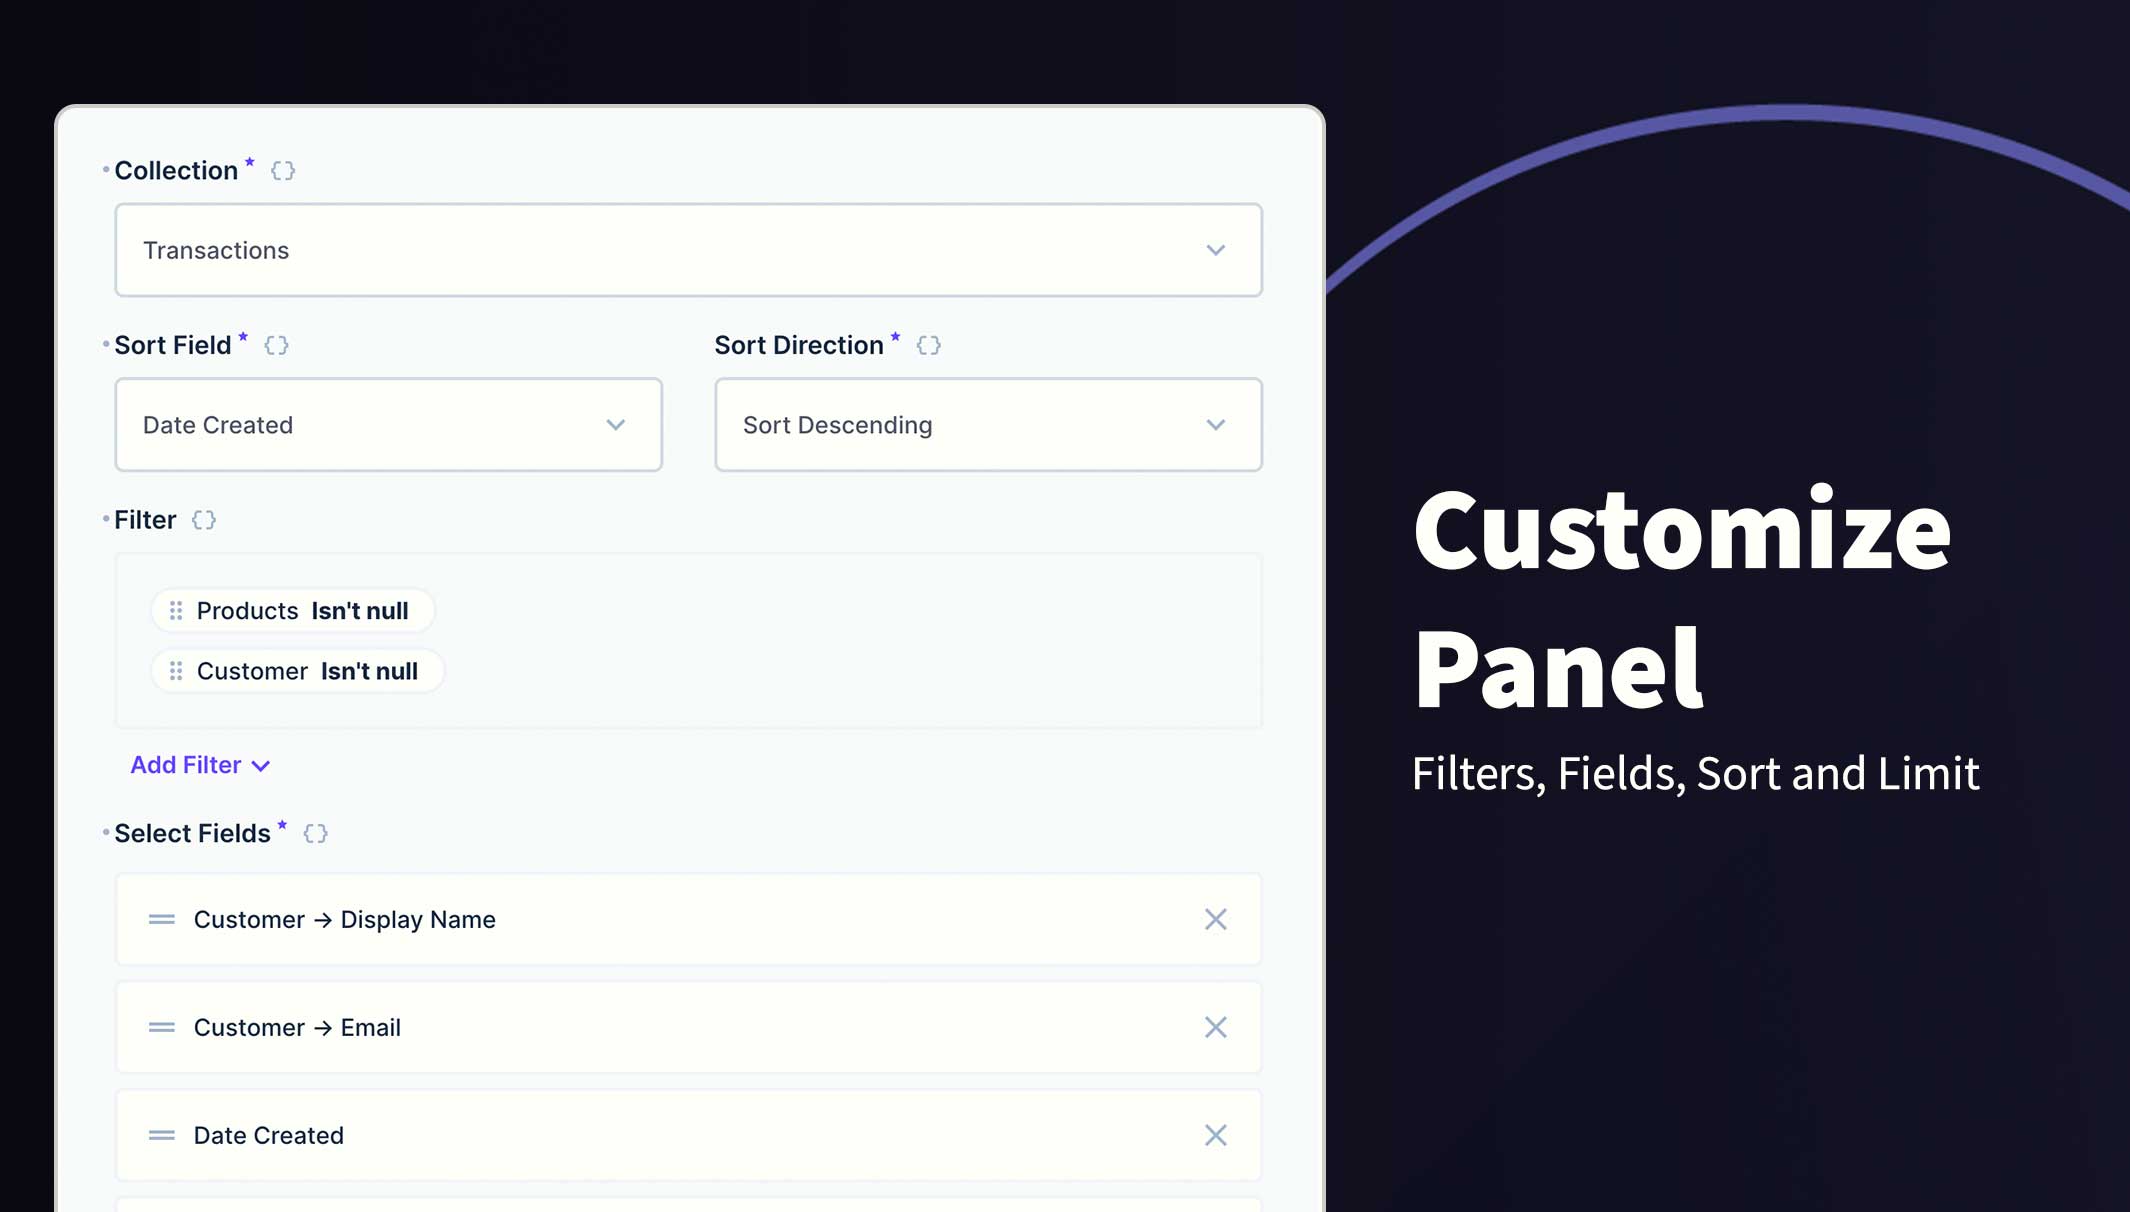 Collection * {}
Transactions
Sort Field * {}
Sort Direction * {}
Date Created
Sort Descending
Filter {}
Products Isn't null
Customer Isn't null
Add Filter
Select Fields * {}
Customer → Display Name
Customer → Email
Date Created
Customize
Panel
Filters, Fields, Sort and Limit